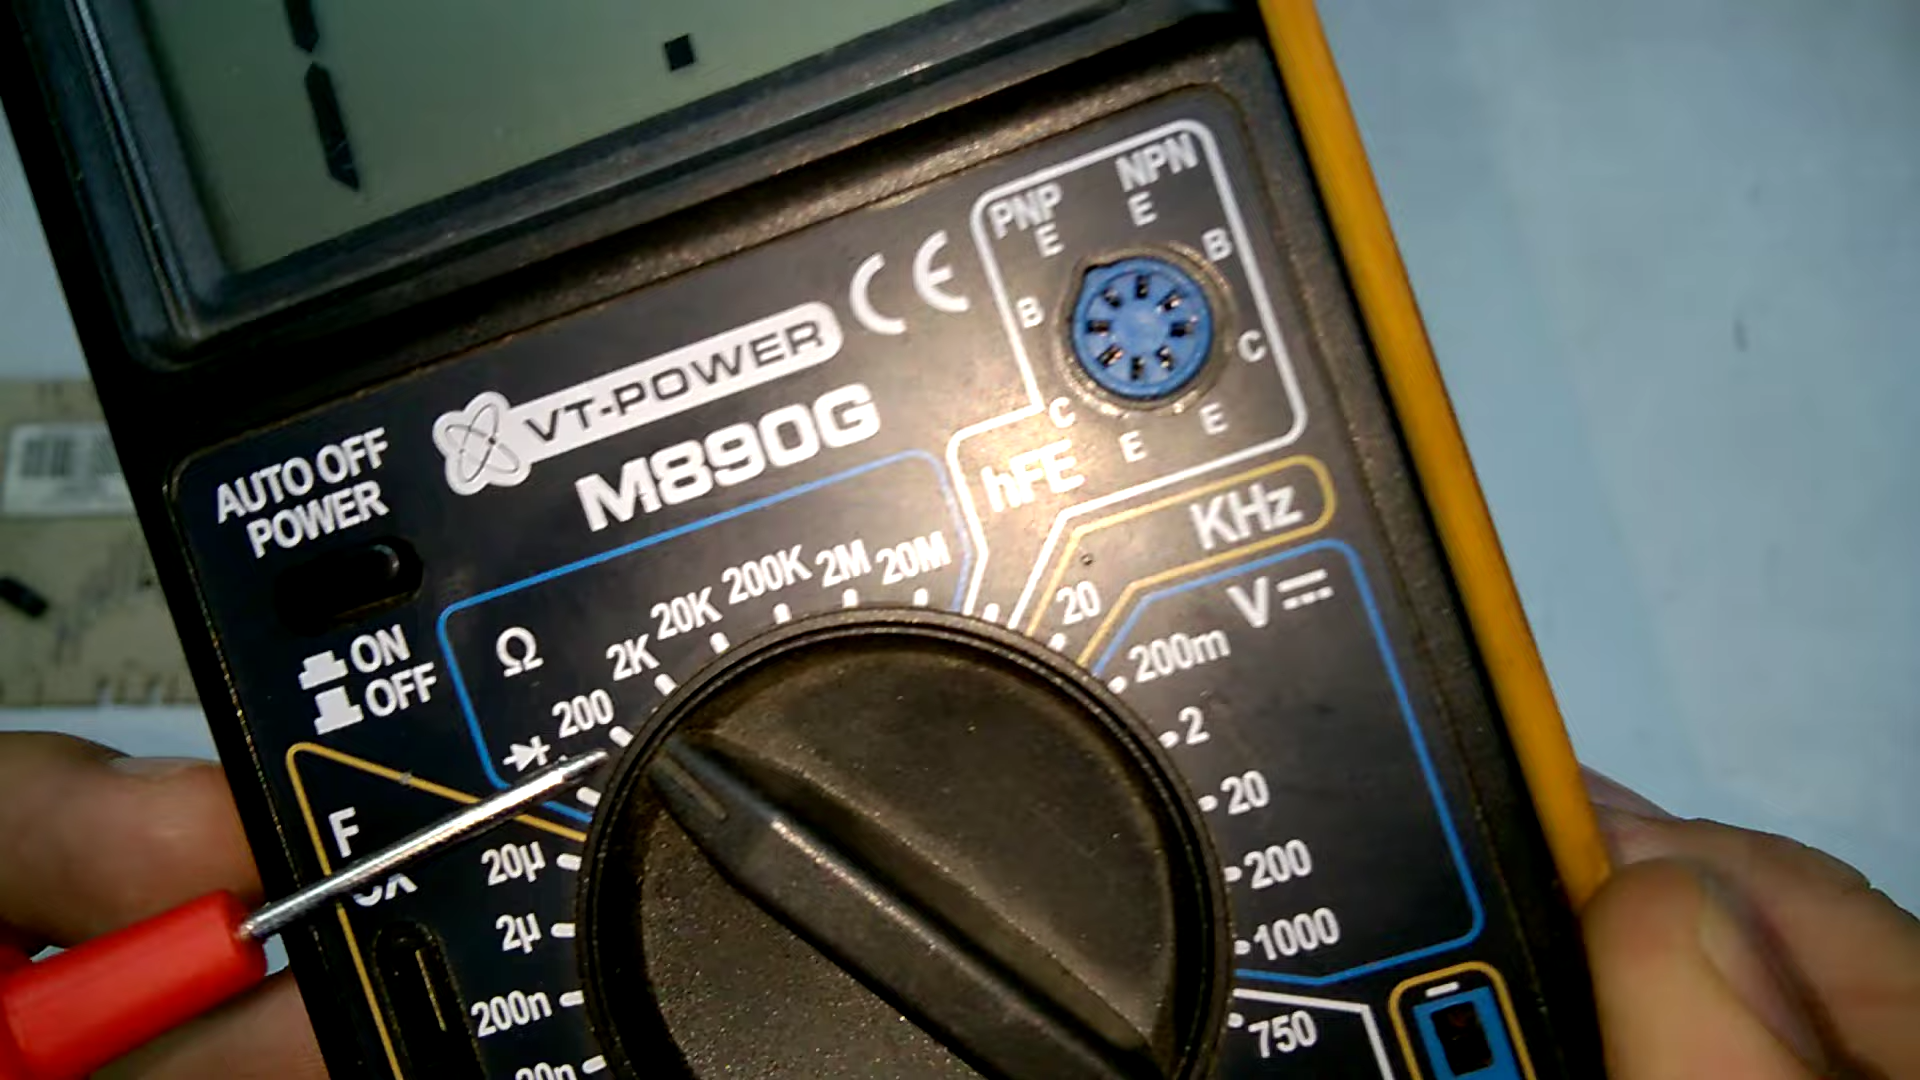 PNP
NPN
E
E
B
B
C
C
E
E
hFE
CE
VT-POWER
M890G
AUTO OFF
POWER
ON
OFF
Ω
200
2K
20K
200K
2M
20M
KHz
20
V
200m
2
20
200
1000
750
F
CX
20µ
2µ
200n